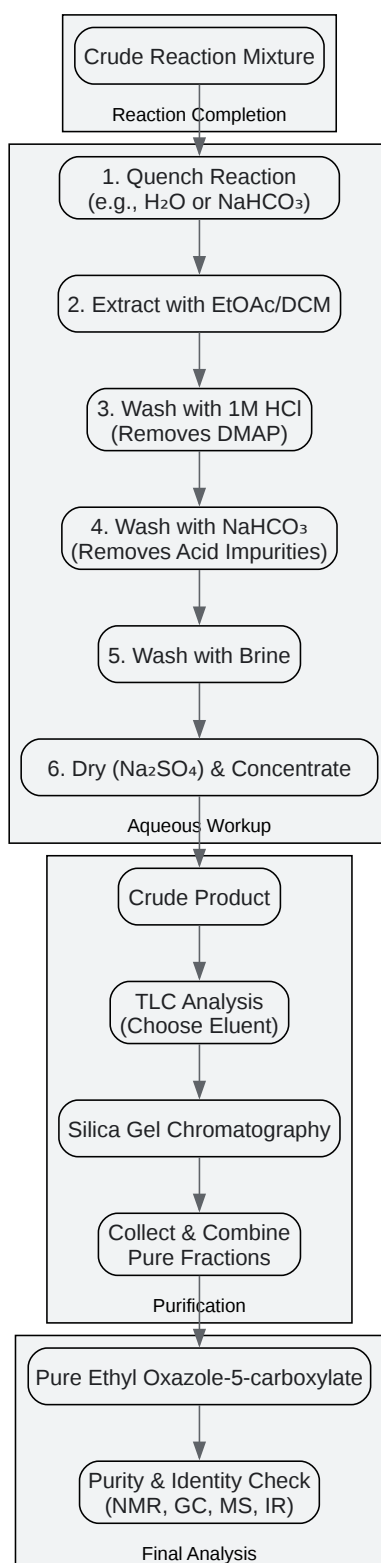 Crude Reaction Mixture
Reaction Completion
1. Quench Reaction
(e.g., H₂O or NaHCO₃)
2. Extract with EtOAc/DCM
3. Wash with 1M HCl
(Removes DMAP)
4. Wash with NaHCO₃
(Removes Acid Impurities)
5. Wash with Brine
6. Dry (Na₂SO₄) & Concentrate
Aqueous Workup
Crude Product
TLC Analysis
(Choose Eluent)
Silica Gel Chromatography
Collect & Combine
Pure Fractions
Purification
Pure Ethyl Oxazole-5-carboxylate
Purity & Identity Check
(NMR, GC, MS, IR)
Final Analysis